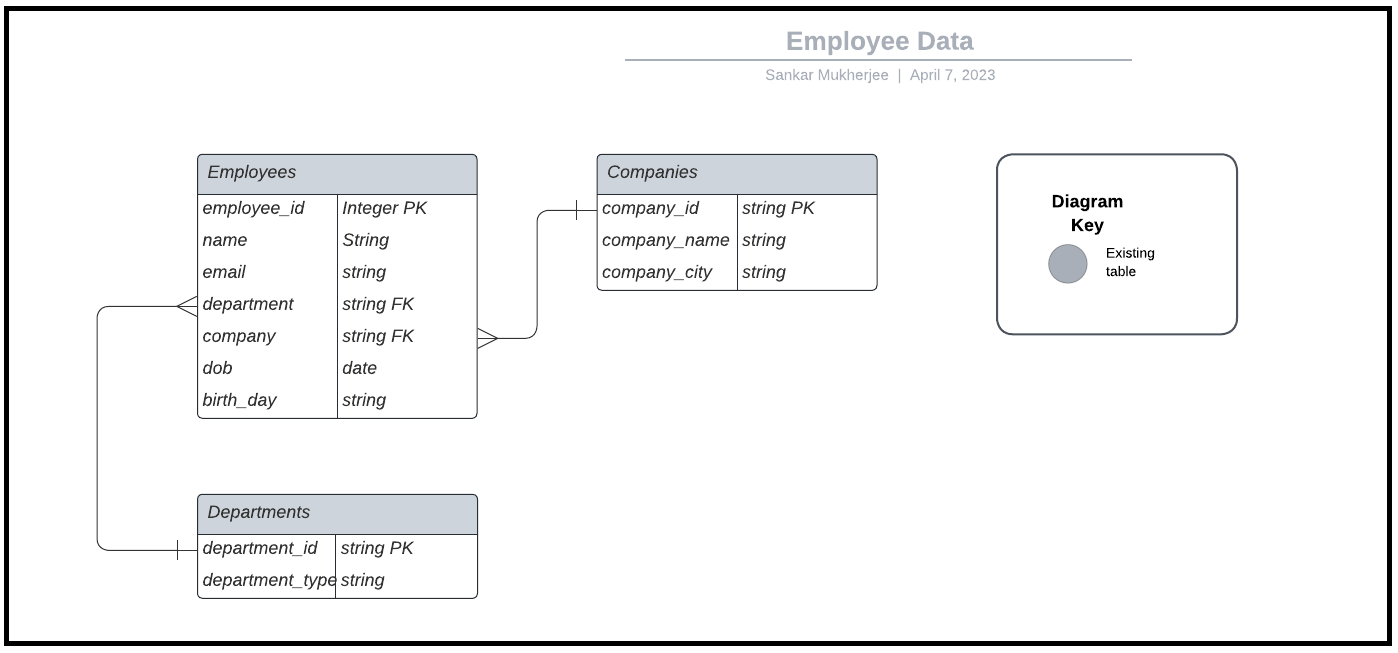 Employee Data
Sankar Mukherjee | April 7, 2023
Employees
employee_id Integer PK
name String
email string
department string FK
company string FK
dob date
birth_day string
Companies
company_id string PK
company_name string
company_city string
Diagram
Key
Existing
table
Departments
department_id string PK
department_type string